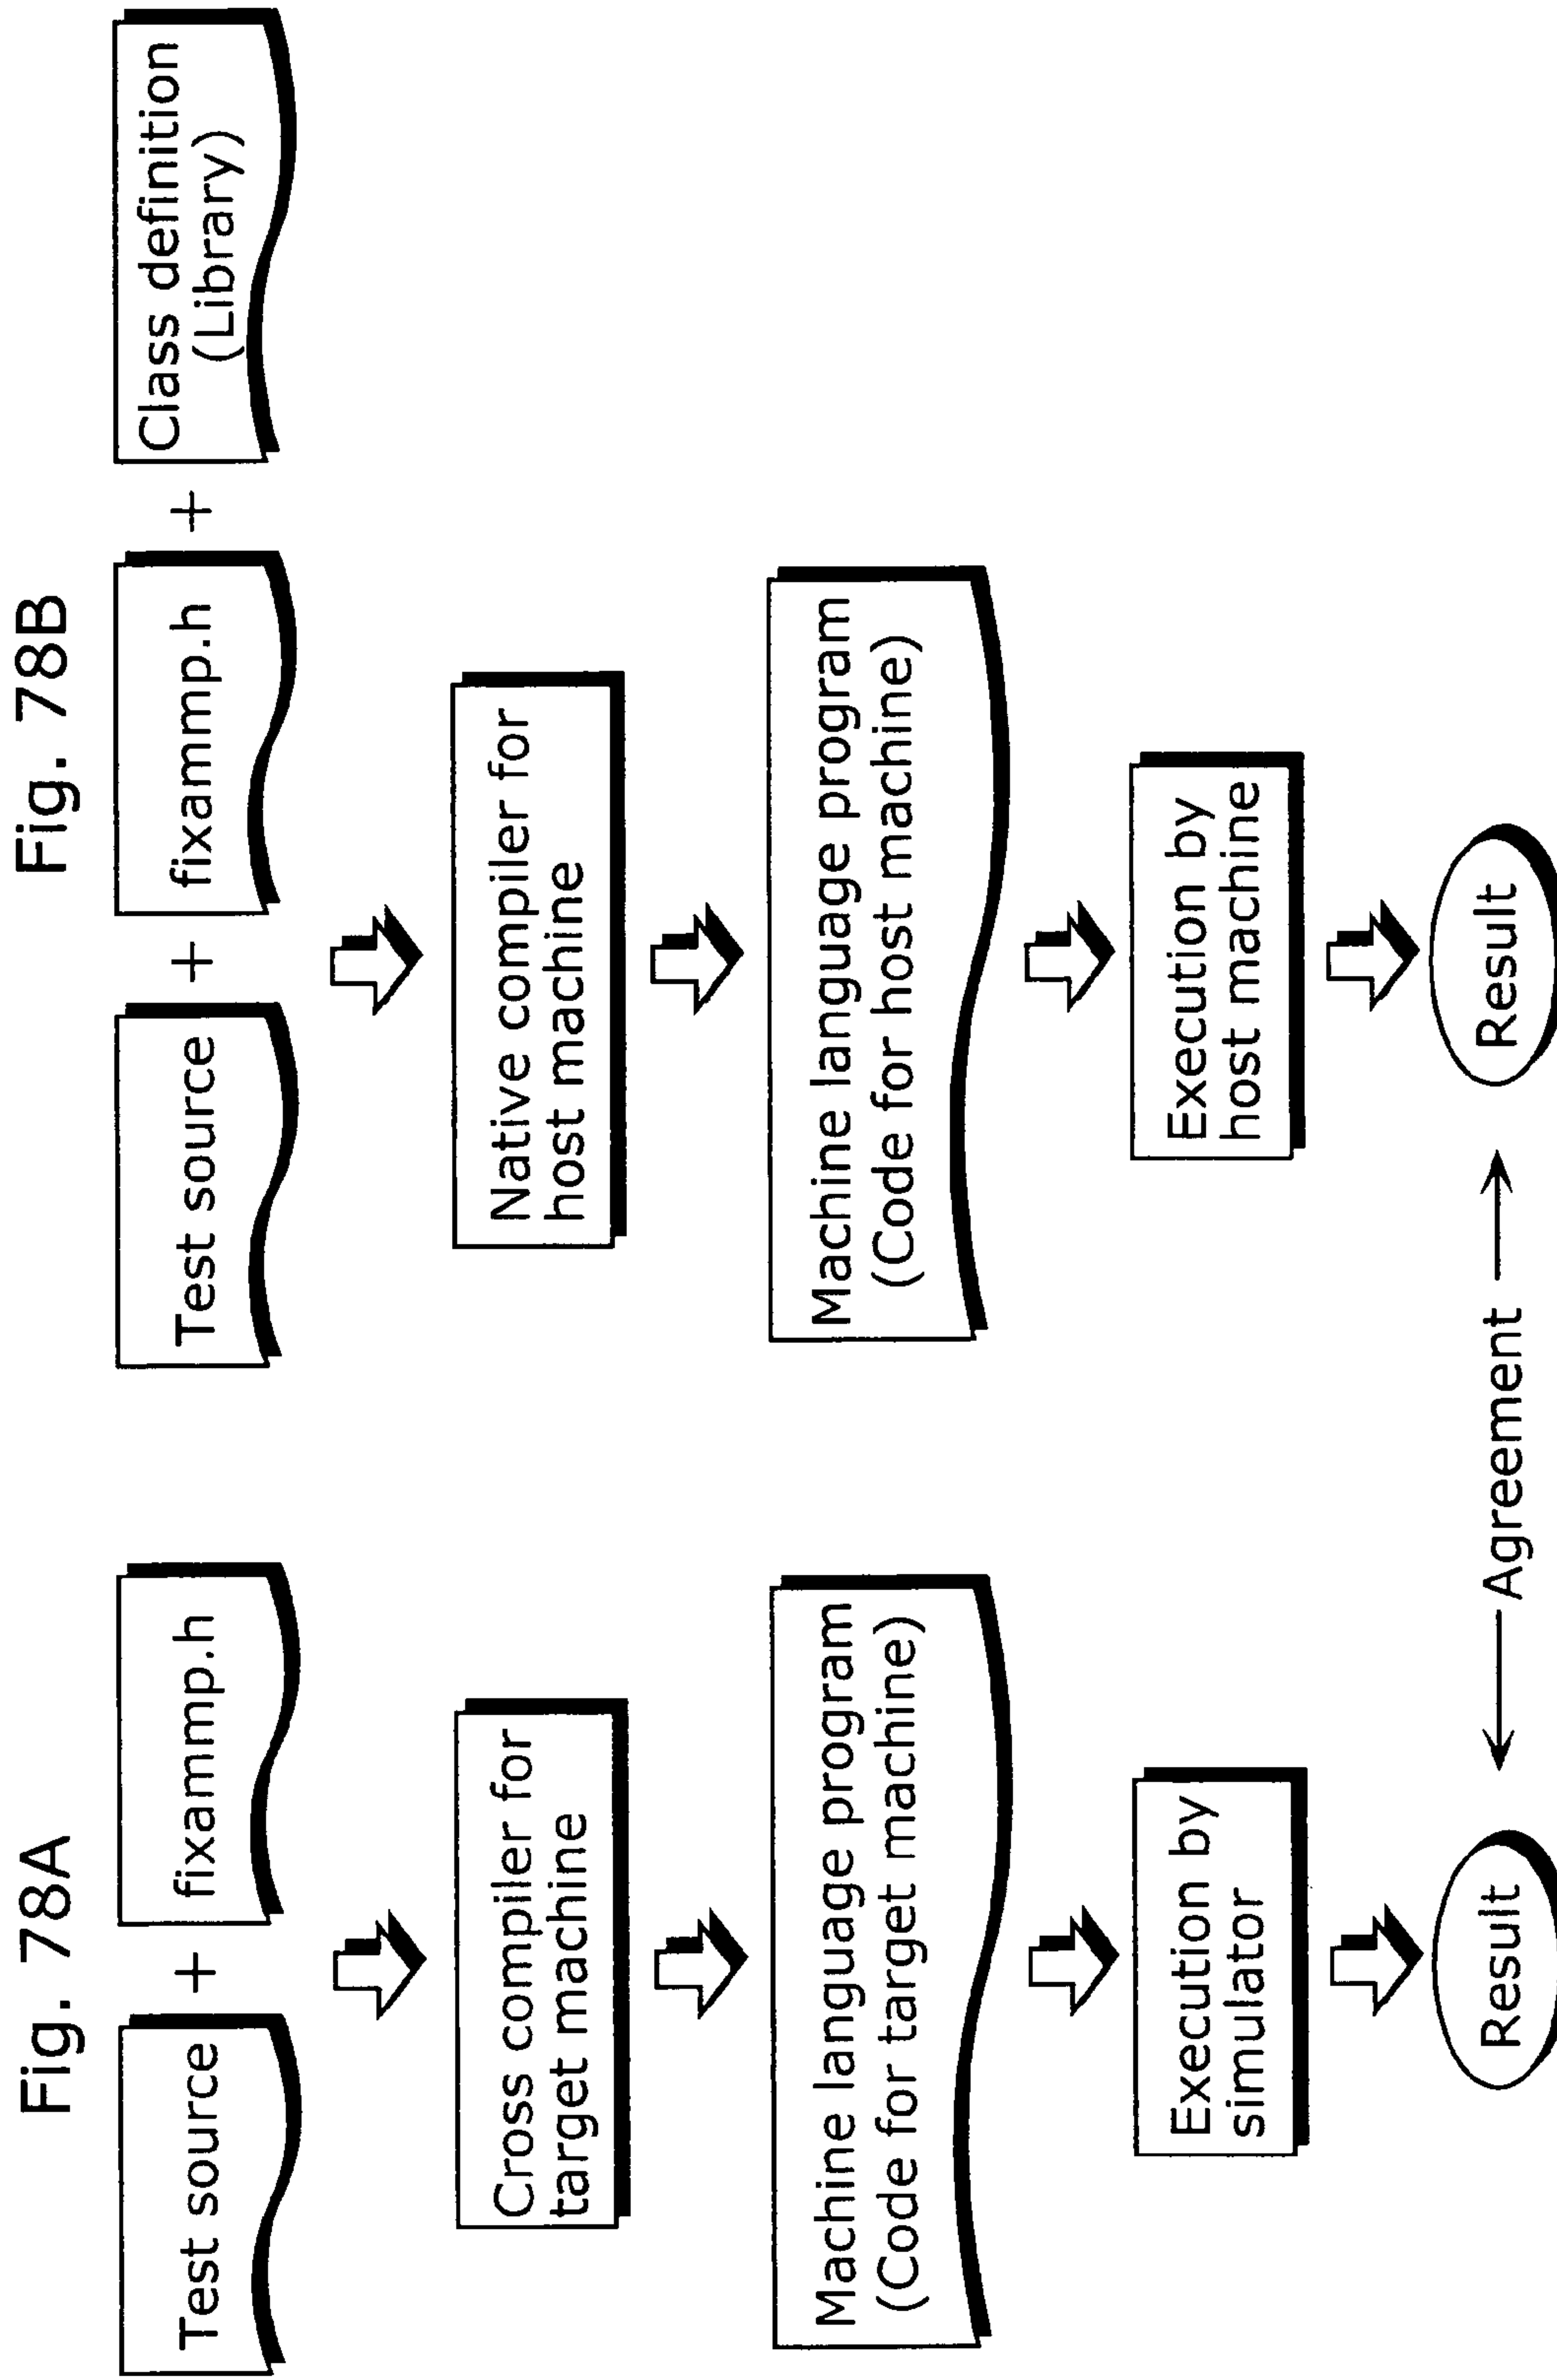 Fig. 78A
Test source
+
fixammp.h
Cross compiler for
target machine
Machine language program
(Code for target machine)
Execution by
simulator
Result
Agreement
Fig. 78B
Test source
+
fixammp.h
+
Class definition
(Library)
Native compiler for
host machine
Machine language program
(Code for host machine)
Execution by
host machine
Result